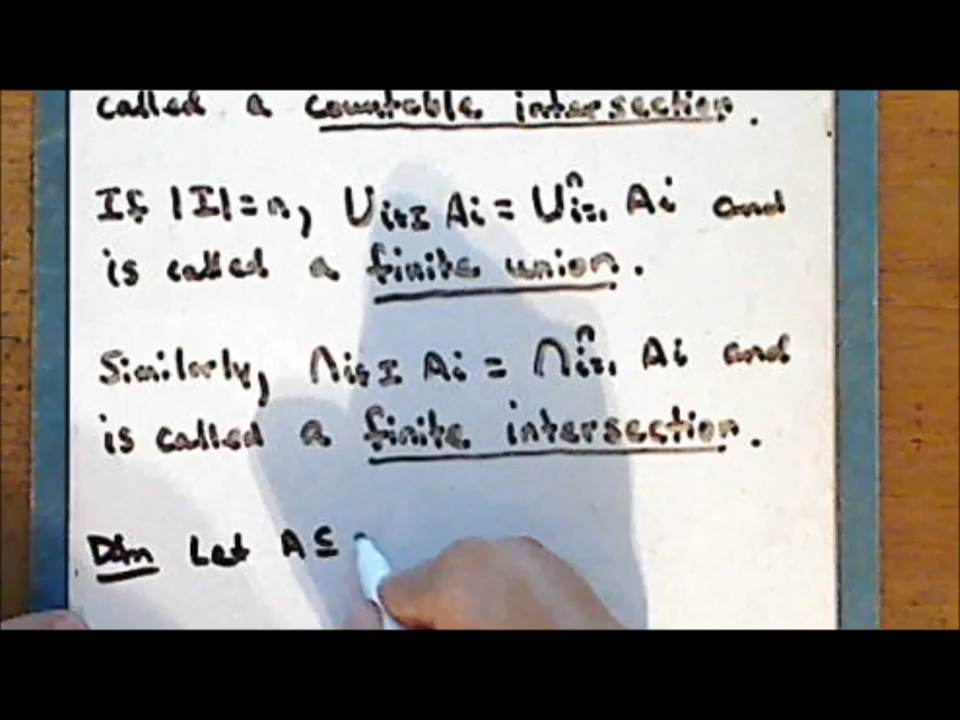 called a countable intersection.
If |I|=n, ∪i∈I Ai = ∪ⁿi=1 Ai and
is called a finite union.
Similarly, ∩i∈I Ai = ∩ⁿi=1 Ai and
is called a finite intersection.
Dfn Let A ⊆